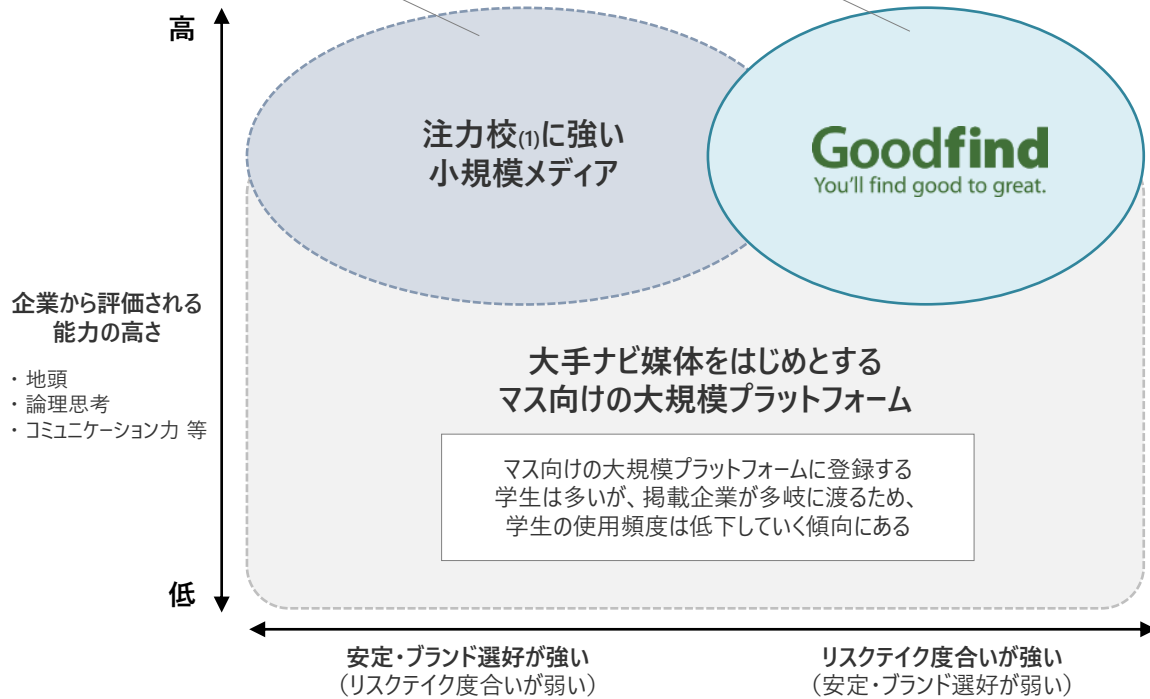 高
注力校(1)に強い
小規模メディア
Goodfind
You'll find good to great.
企業から評価される
能力の高さ
・ 地頭
・ 論理思考
・ コミュニケーション力 等
大手ナビ媒体をはじめとする
マス向けの大規模プラットフォーム
マス向けの大規模プラットフォームに登録する
学生は多いが、掲載企業が多岐に渡るため、
学生の使用頻度は低下していく傾向にある
低
安定・ブランド選好が強い
（リスクテイク度合いが弱い）
リスクテイク度合いが強い
（安定・ブランド選好が弱い）